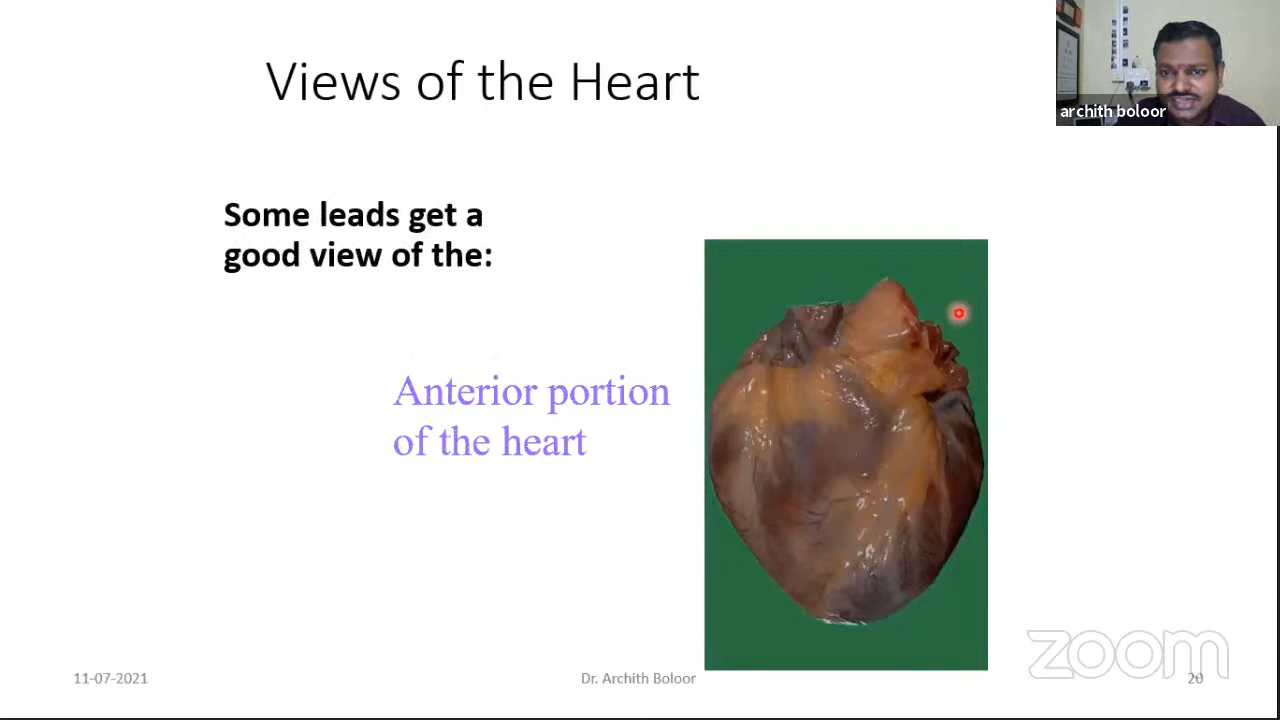 Views of the Heart
archith boloor
Some leads get a
good view of the:
Anterior portion
of the heart
zoom
11-07-2021
Dr. Archith Boloor
20